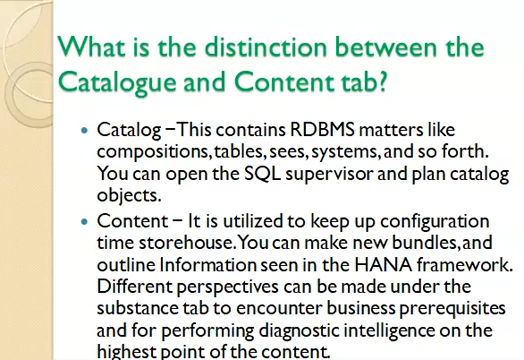 What is the distinction between the
Catalogue and Content tab?
Catalog –This contains RDBMS matters like
compositions, tables, sees, systems, and so forth.
You can open the SQL supervisor and plan catalog
objects.
Content – It is utilized to keep up configuration
time storehouse. You can make new bundles, and
outline Information seen in the HANA framework.
Different perspectives can be made under the
substance tab to encounter business prerequisites
and for performing diagnostic intelligence on the
highest point of the content.